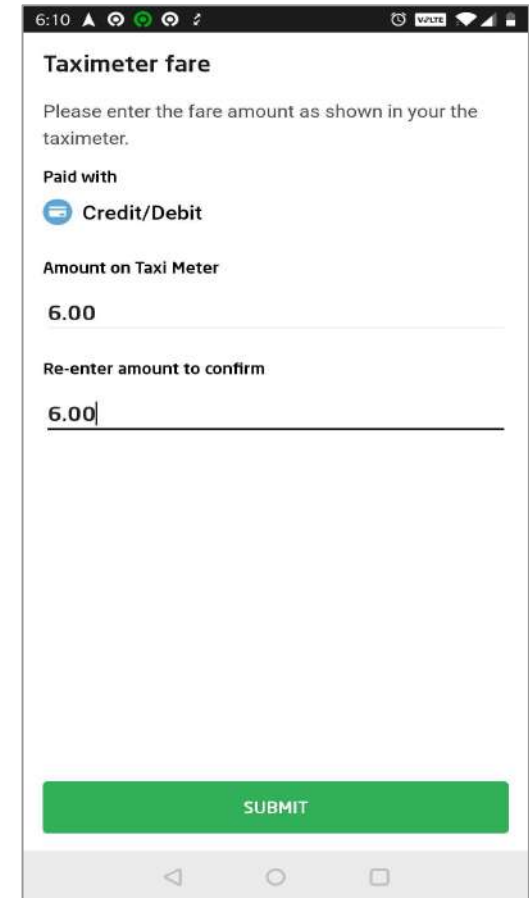 6:10 VoLTE
Taximeter fare
Please enter the fare amount as shown in your the
taximeter.
Paid with
Credit/Debit
Amount on Taxi Meter
6.00
Re-enter amount to confirm
6.00
SUBMIT